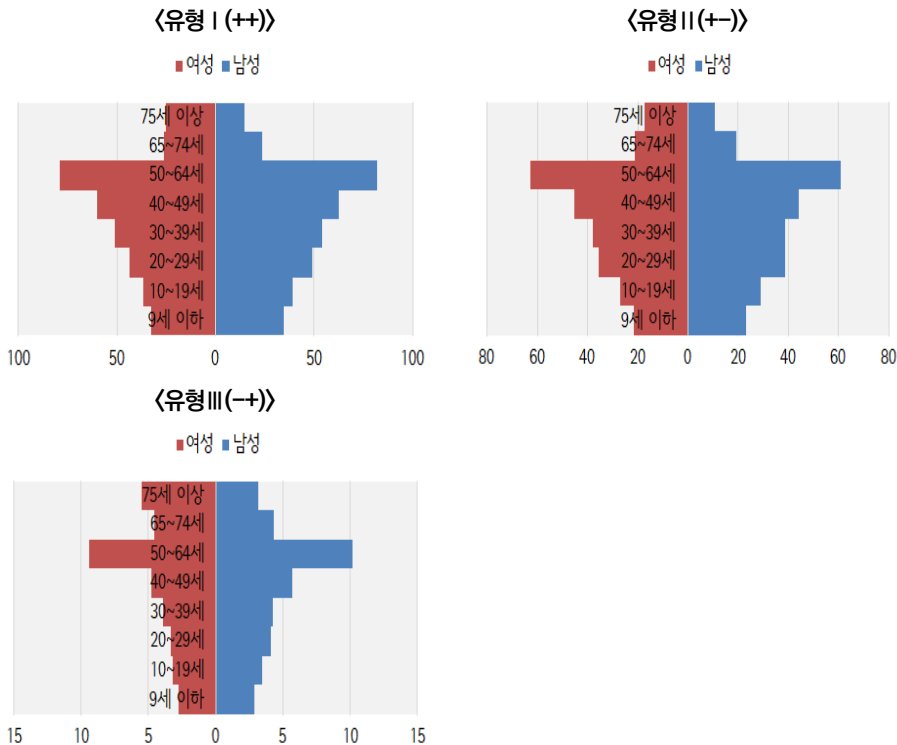 〈유형Ⅰ(++)〉
여성 남성
75세 이상
65~74세
50~64세
40~49세
30~39세
20~29세
10~19세
9세 이하
100 50 0 50 100
〈유형Ⅱ(+-)〉
여성 남성
75세 이상
65~74세
50~64세
40~49세
30~39세
20~29세
10~19세
9세 이하
80 60 40 20 0 20 40 60 80
〈유형Ⅲ(-+)〉
여성 남성
75세 이상
65~74세
50~64세
40~49세
30~39세
20~29세
10~19세
9세 이하
15 10 5 0 5 10 15